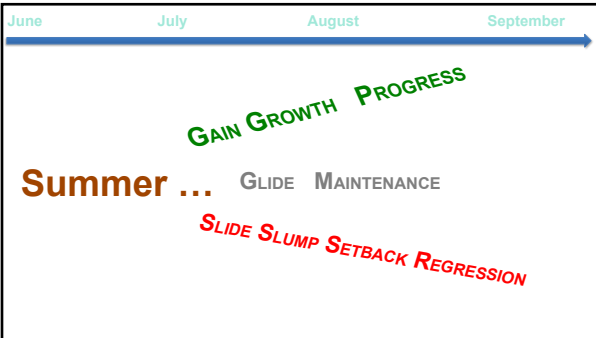 June July August September
GAIN GROWTH PROGRESS
Summer … GLIDE MAINTENANCE
SLIDE SLUMP SETBACK REGRESSION